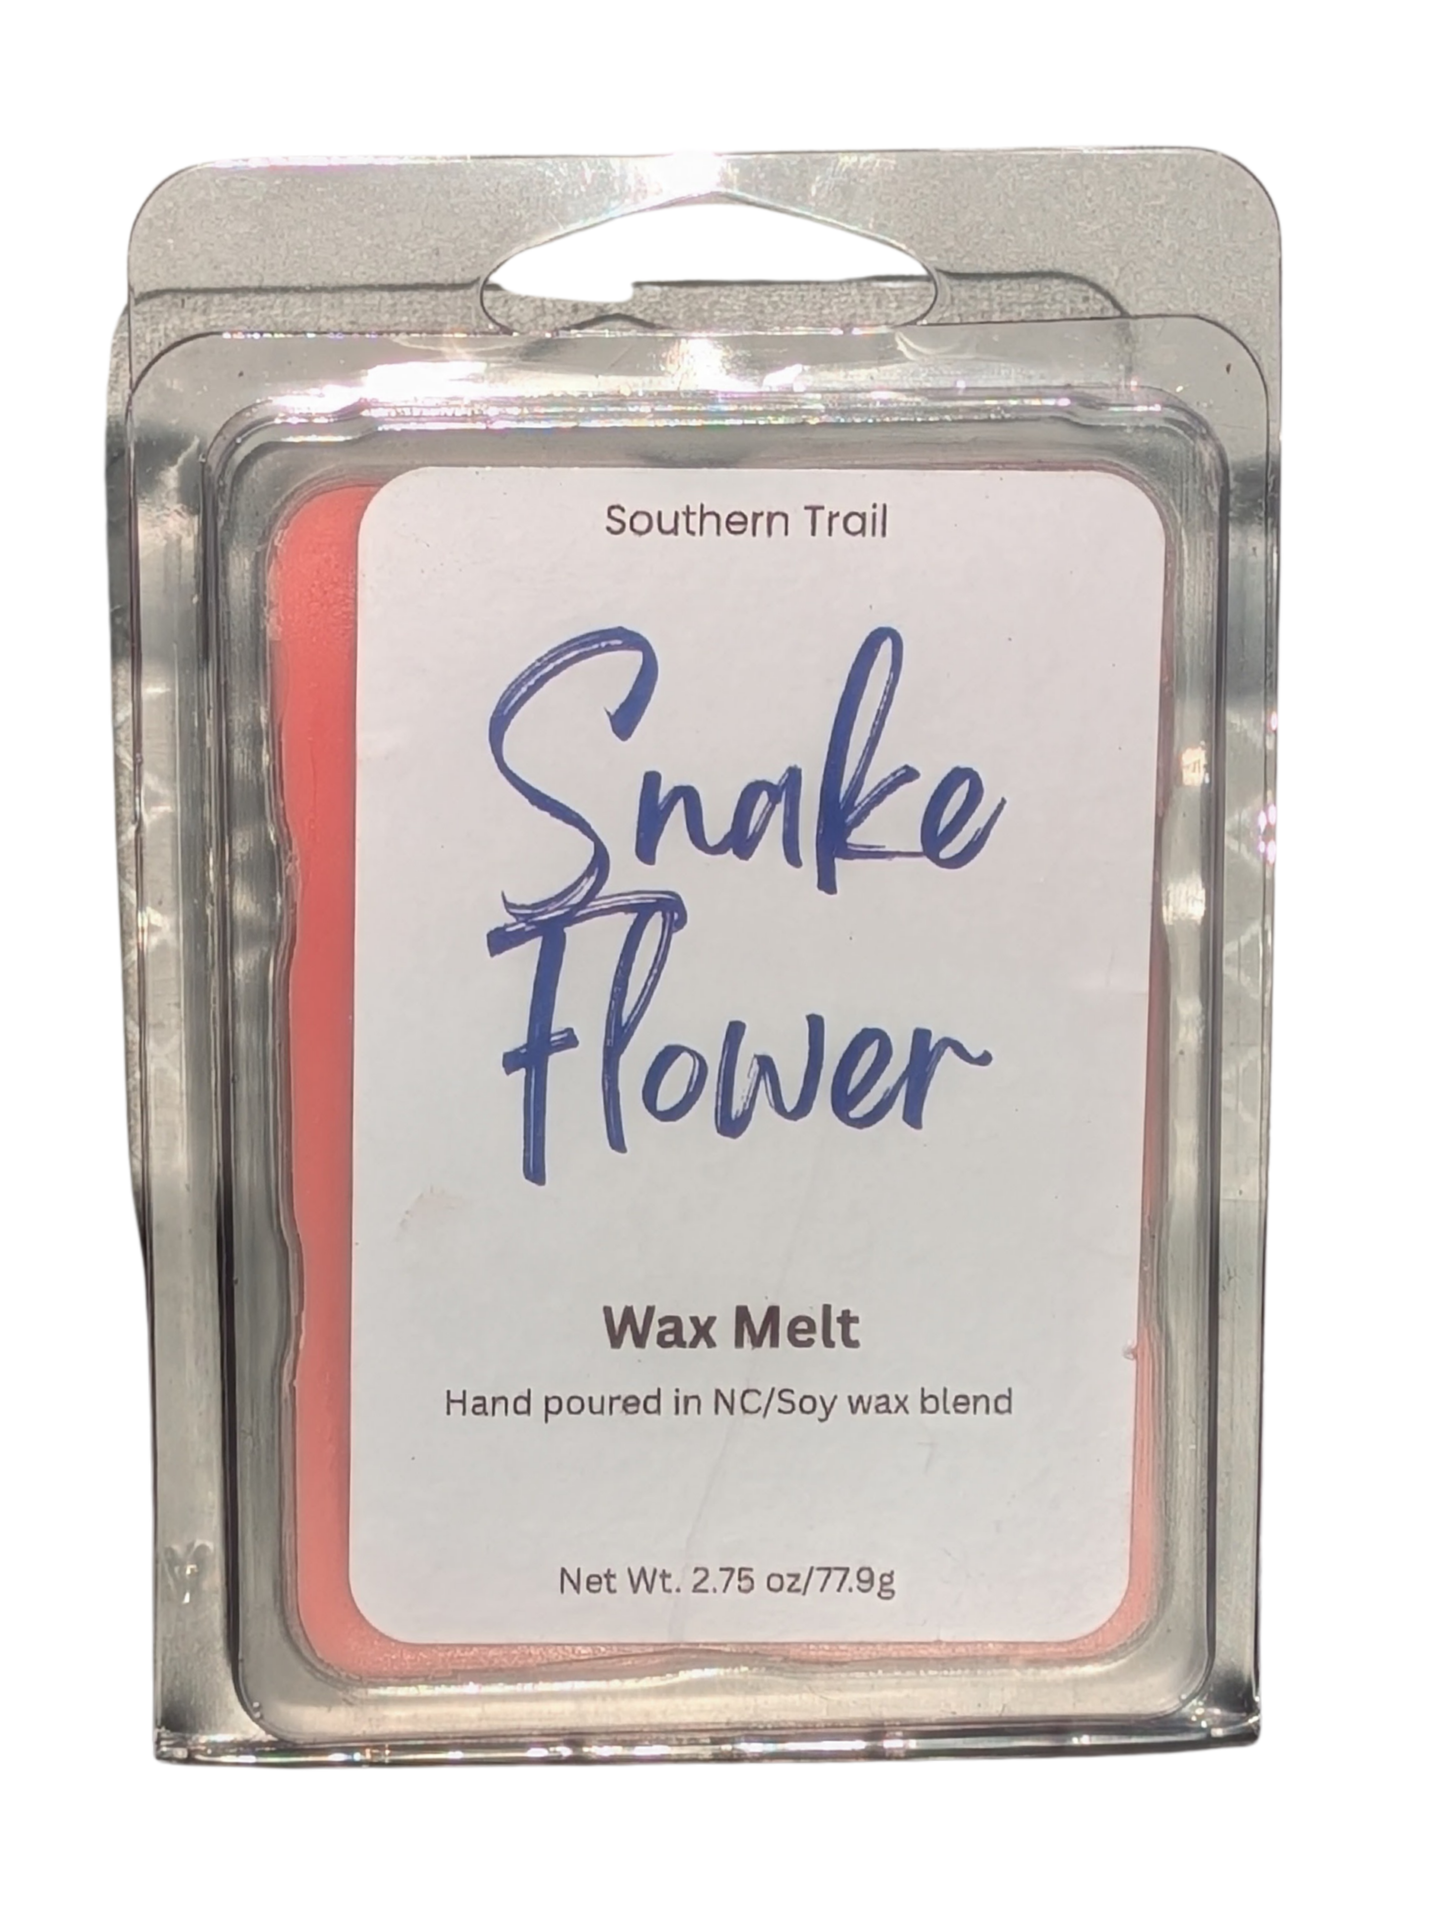 Southern Trail
Snake
Flower
Wax Melt
Hand poured in NC/Soy wax blend
Net Wt. 2.75 oz/77.9g